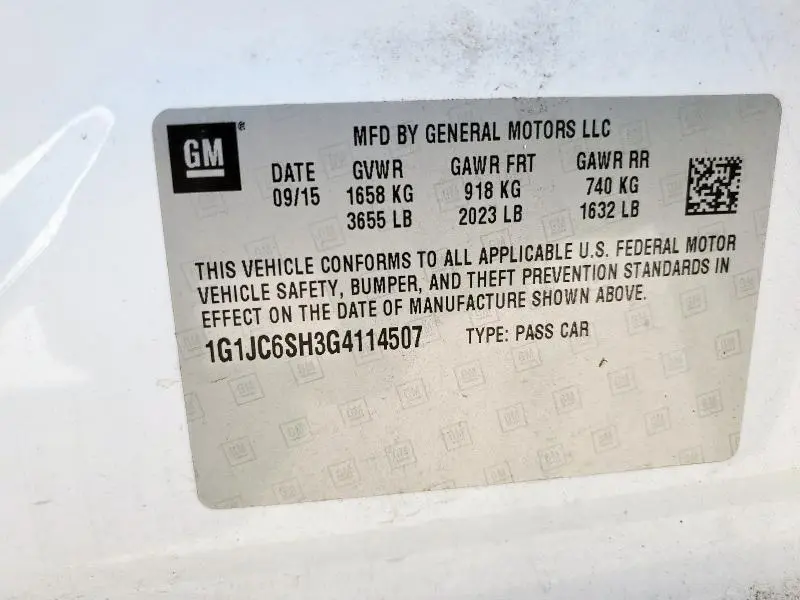 GM®
MFD BY GENERAL MOTORS LLC
DATE GVWR GAWR FRT GAWR RR
09/15 1658 KG 918 KG 740 KG
3655 LB 2023 LB 1632 LB
THIS VEHICLE CONFORMS TO ALL APPLICABLE U.S. FEDERAL MOTOR
VEHICLE SAFETY, BUMPER, AND THEFT PREVENTION STANDARDS IN
EFFECT ON THE DATE OF MANUFACTURE SHOWN ABOVE.
1G1JC6SH3G4114507 TYPE: PASS CAR